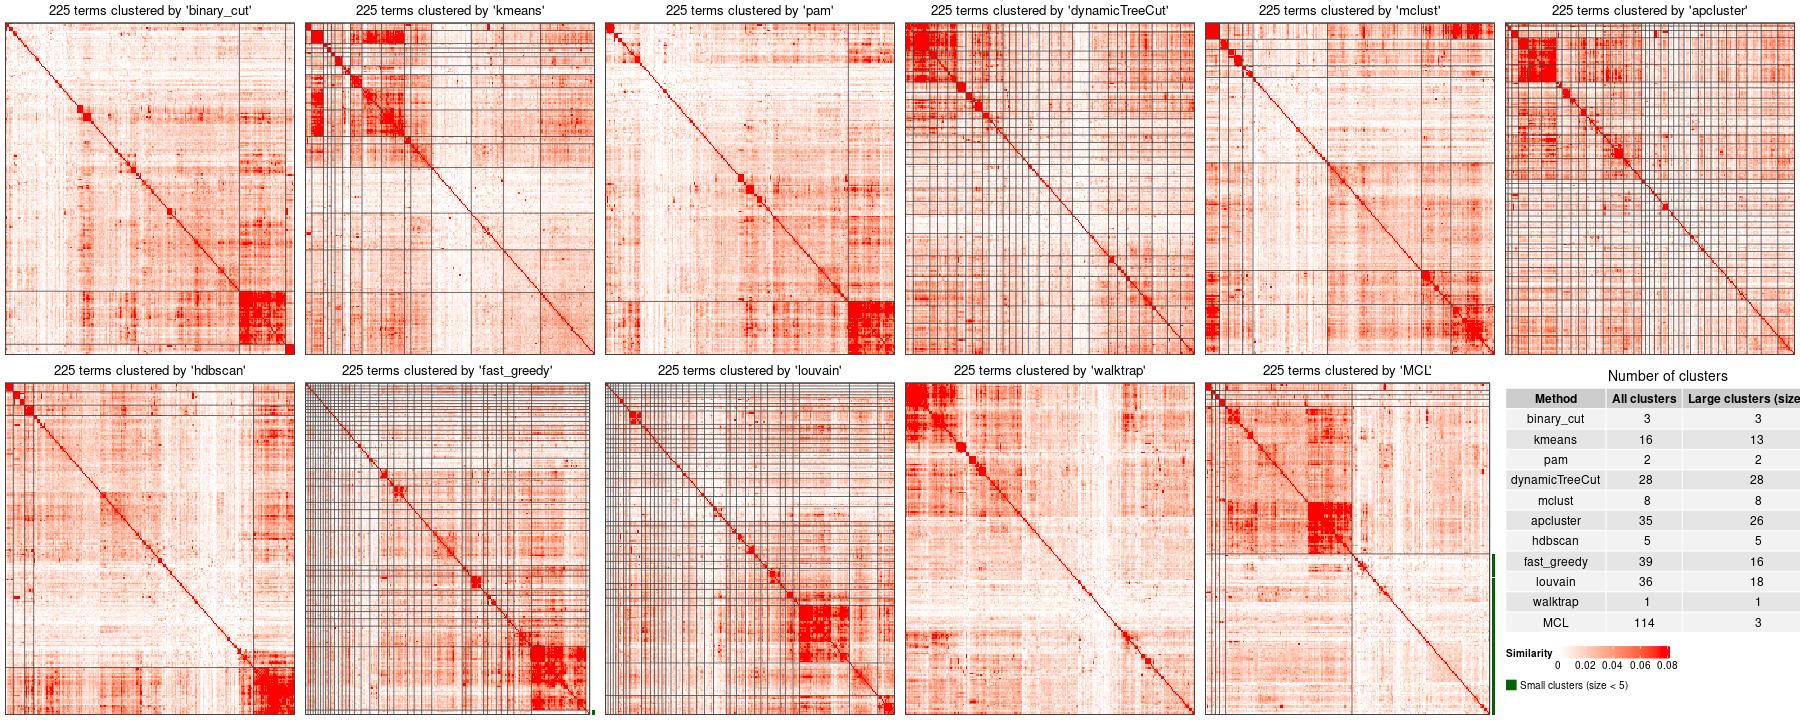 225 terms clustered by 'binary_cut'
225 terms clustered by 'kmeans'
225 terms clustered by 'pam'
225 terms clustered by 'dynamicTreeCut'
225 terms clustered by 'mclust'
225 terms clustered by 'apcluster'
225 terms clustered by 'hdbscan'
225 terms clustered by 'fast_greedy'
225 terms clustered by 'louvain'
225 terms clustered by 'walktrap'
225 terms clustered by 'MCL'
Number of clusters
Method All clusters Large clusters (size
binary_cut 3 3
kmeans 16 13
pam 2 2
dynamicTreeCut 28 28
mclust 8 8
apcluster 35 26
hdbscan 5 5
fast_greedy 39 16
louvain 36 18
walktrap 1 1
MCL 114 3
Similarity
0 0.02 0.04 0.06 0.08
Small clusters (size < 5)